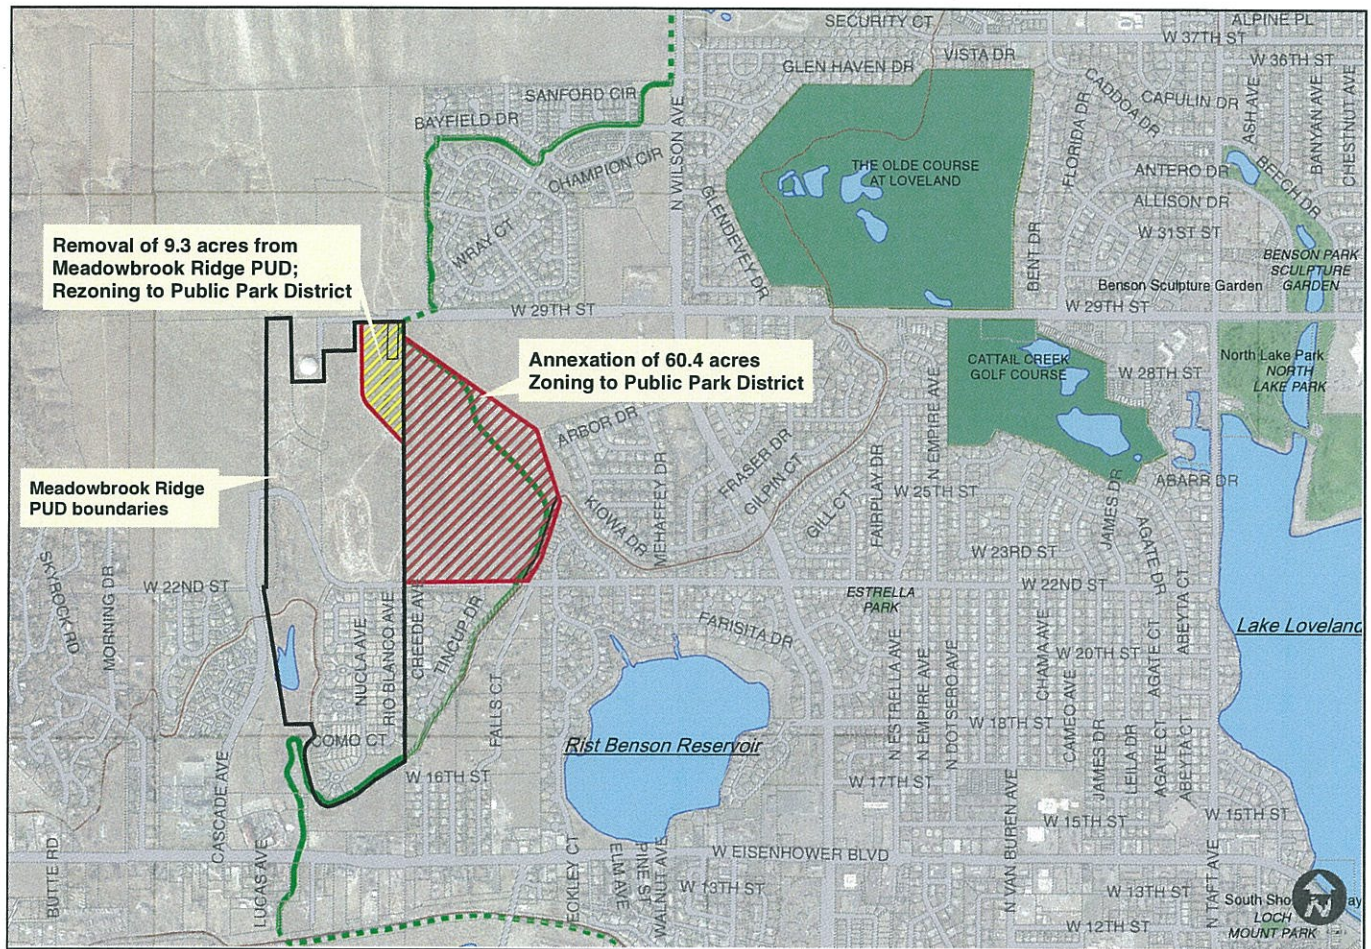 SECURITY CT
ALPINE PL
W 37TH ST
VISTA DR
W 36TH ST
GLEN HAVEN DR
SANFORD CIR
CADDOA DR
CAPULIN DR
ASH AVE
BANYAN AVE
CHESTNUT AVE
BAYFIELD DR
N WILSON AVE
FLORIDA DR
CHAMPION CIR
THE OLDE COURSE
AT LOVELAND
ANTERO DR
BEECH DR
ALLISON DR
GLENDEVEY DR
WRAY CT
W 31ST ST
BENT DR
Removal of 9.3 acres from
Meadowbrook Ridge PUD;
Rezoning to Public Park District
BENSON PARK
SCULPTURE
GARDEN
Benson Sculpture Garden
W 29TH ST
W 29TH ST
Annexation of 60.4 acres
Zoning to Public Park District
CATTAIL CREEK
GOLF COURSE
W 28TH ST
North Lake Park
NORTH
LAKE PARK
N EMPIRE AVE
ARBOR DR
FRASER DR
MEHAFFEY DR
GILPIN CT
FAIRPLAY DR
GILL CT
ABARR DR
JAMES DR
W 25TH ST
Meadowbrook Ridge
PUD boundaries
KIOWA DR
AGATE DR
W 23RD ST
SKYROCK RD
MORNING DR
W 22ND ST
W 22ND ST
ABEYTA CT
ESTRELLA
PARK
CREEDE AVE
TINCUP DR
NUCLA AVE
RIO BLANCO AVE
FARISITA DR
Lake Loveland
CHAMA AVE
W 20TH ST
AGATE CT
N ESTRELLA AVE
N EMPIRE AVE
N DOTSERO AVE
CAMEO AVE
FALLS CT
W 18TH ST
COMO CT
Rist Benson Reservoir
JAMES DR
LEILA DR
AGATE CT
ABEYTA CT
W 16TH ST
W 17TH ST
CASCADE AVE
N VAN BUREN AVE
W 15TH ST
W 15TH ST
BUTTE RD
LUCAS AVE
ECKLEY CT
ELM AVE
PINE ST
WALNUT AVE
W EISENHOWER BLVD
N TAFT AVE
W 13TH ST
W 13TH ST
W 12TH ST
South Sho
ay
LOCH
MOUNT PARK
N